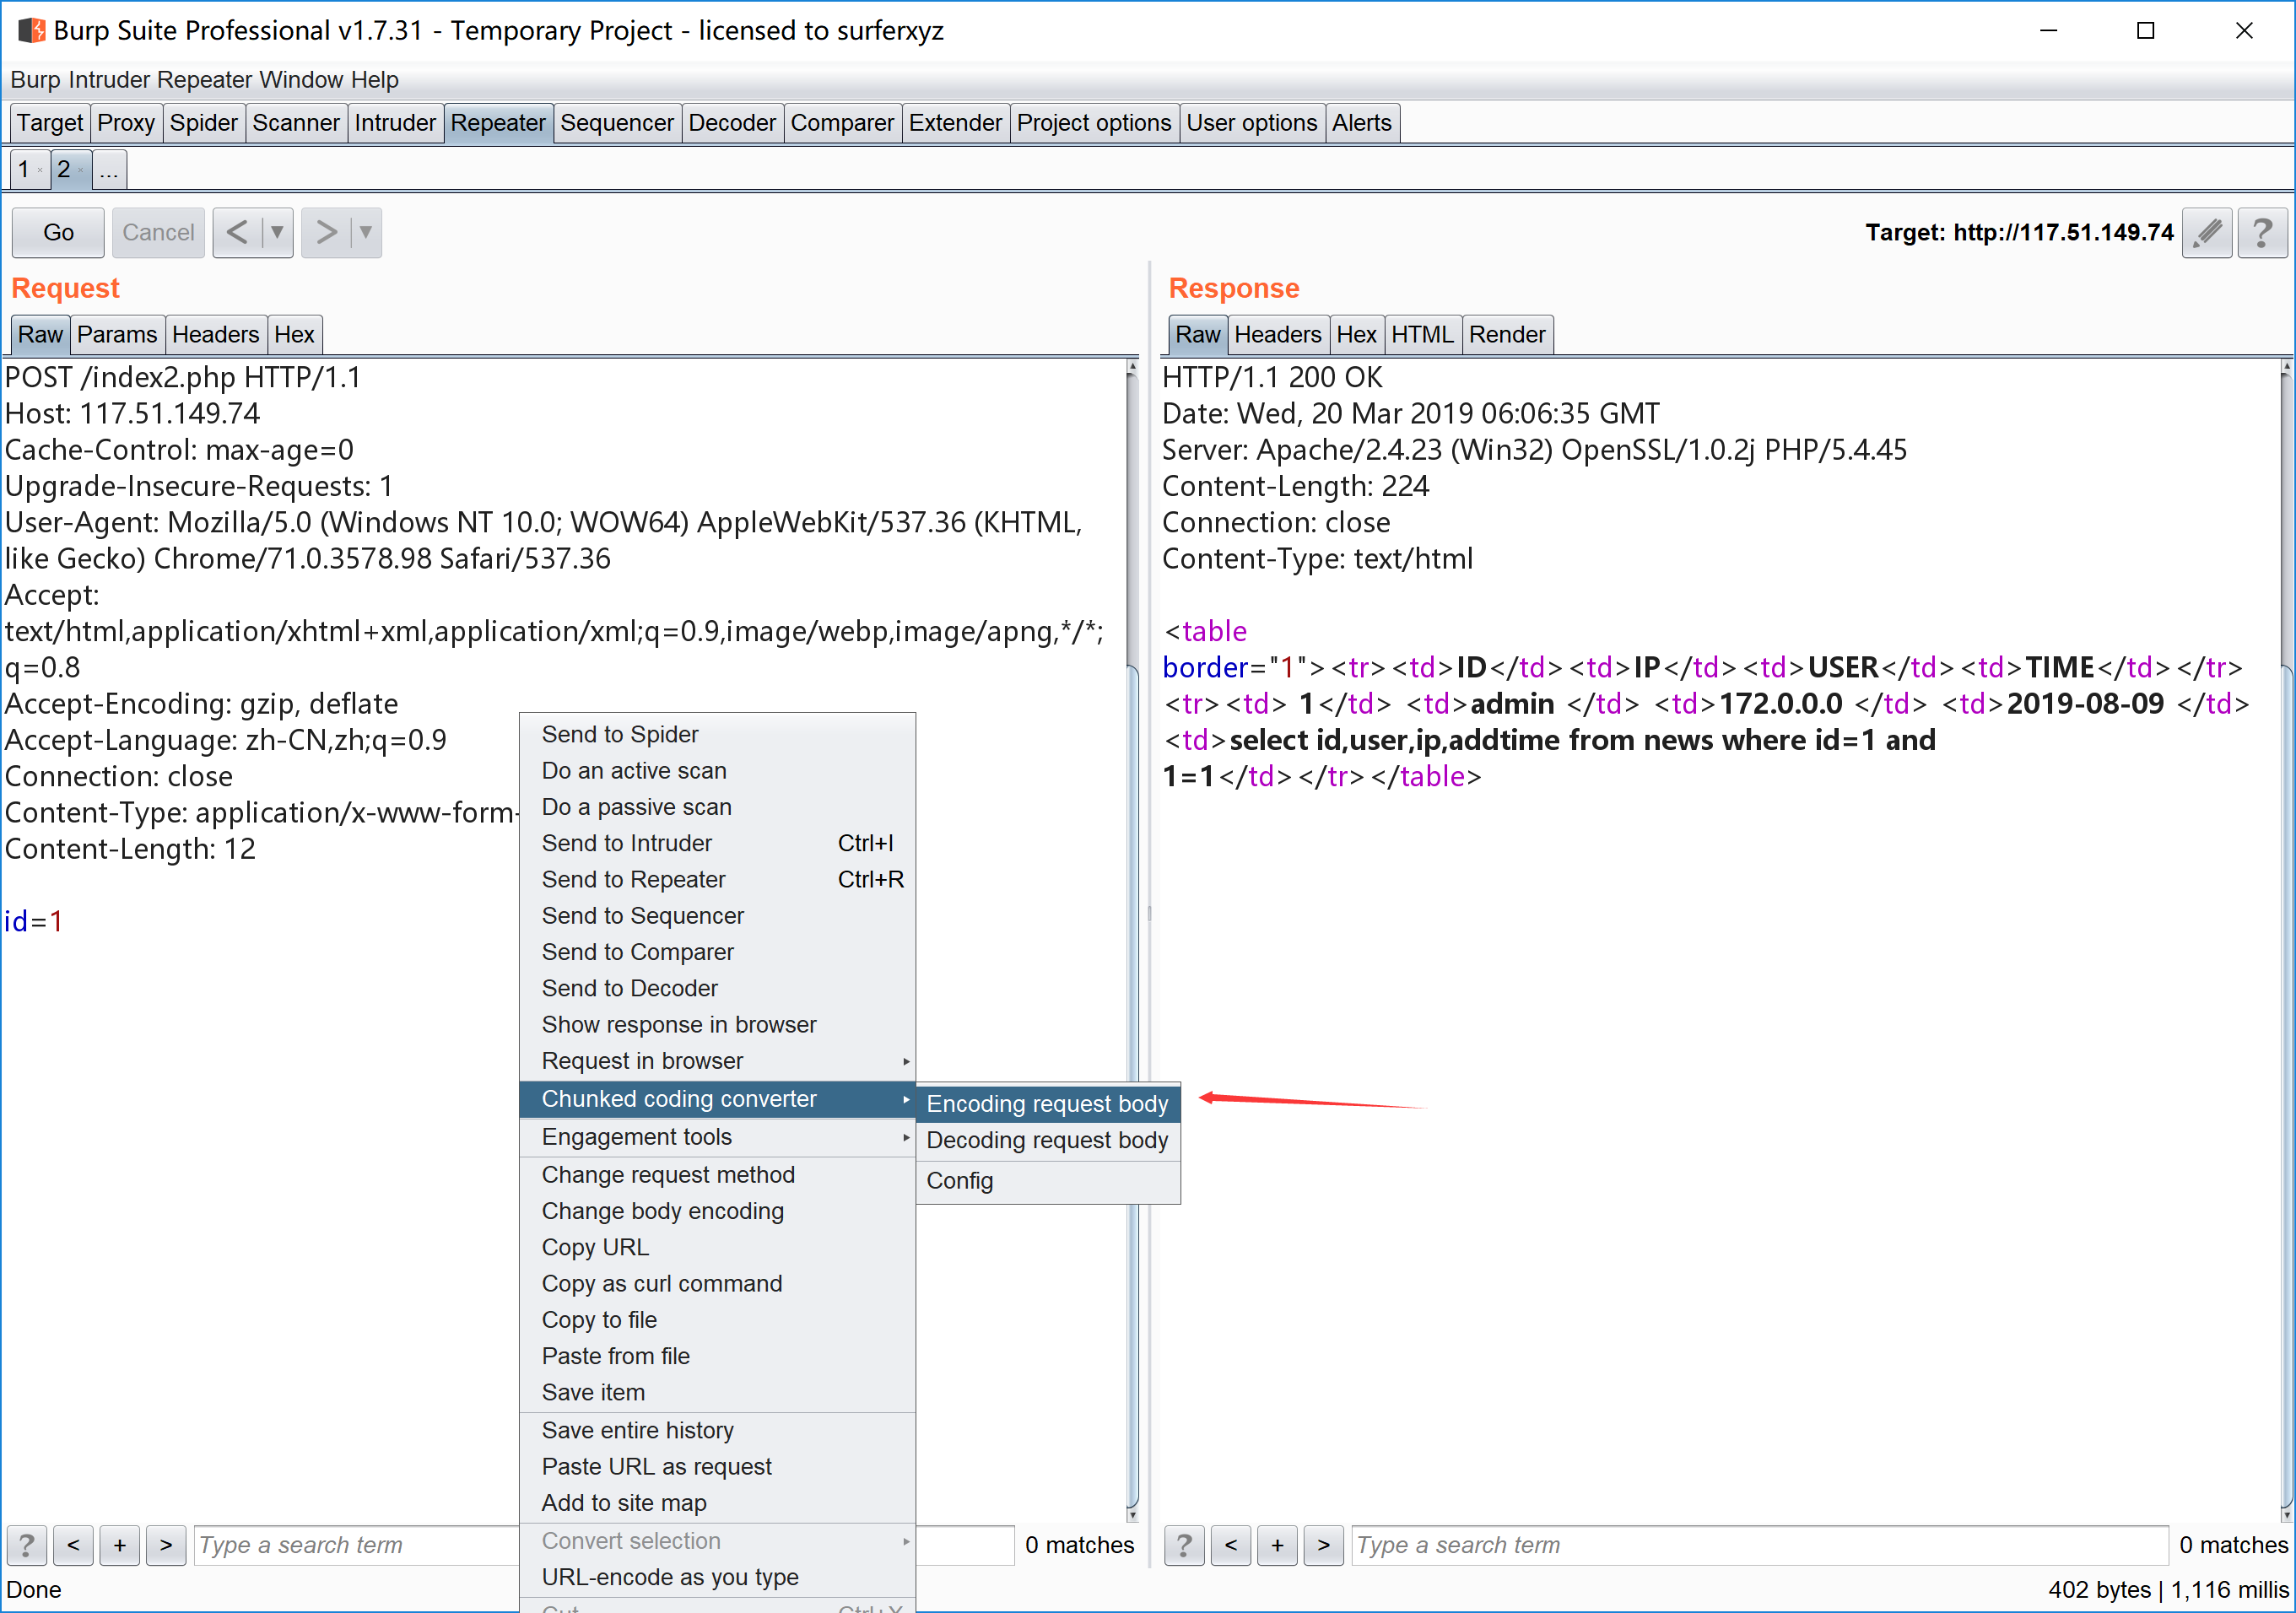 Burp Suite Professional v1.7.31 - Temporary Project - licensed to surferxyz
Burp Intruder Repeater Window Help
Target Proxy Spider Scanner Intruder Repeater Sequencer Decoder Comparer Extender Project options User options Alerts
1 × 2 × ...
Go Cancel < ▼ > ▼ Target: http://117.51.149.74 ?
Request
Raw Params Headers Hex
POST /index2.php HTTP/1.1
Host: 117.51.149.74
Cache-Control: max-age=0
Upgrade-Insecure-Requests: 1
User-Agent: Mozilla/5.0 (Windows NT 10.0; WOW64) AppleWebKit/537.36 (KHTML,
like Gecko) Chrome/71.0.3578.98 Safari/537.36
Accept:
text/html,application/xhtml+xml,application/xml;q=0.9,image/webp,image/apng,*/*;
q=0.8
Accept-Encoding: gzip, deflate
Accept-Language: zh-CN,zh;q=0.9
Connection: close
Content-Type: application/x-www-form-
Content-Length: 12
id=1
Send to Spider
Do an active scan
Do a passive scan
Send to Intruder Ctrl+I
Send to Repeater Ctrl+R
Send to Sequencer
Send to Comparer
Send to Decoder
Show response in browser
Request in browser
Chunked coding converter
Engagement tools
Change request method
Change body encoding
Copy URL
Copy as curl command
Copy to file
Paste from file
Save item
Save entire history
Paste URL as request
Add to site map
Convert selection
URL-encode as you type
Cut Ctrl+X
Encoding request body
Decoding request body
Config
Response
Raw Headers Hex HTML Render
HTTP/1.1 200 OK
Date: Wed, 20 Mar 2019 06:06:35 GMT
Server: Apache/2.4.23 (Win32) OpenSSL/1.0.2j PHP/5.4.45
Content-Length: 224
Connection: close
Content-Type: text/html
<table
border="1"><tr><td>ID</td><td>IP</td><td>USER</td><td>TIME</td></tr>
<tr><td> 1</td> <td>admin </td> <td>172.0.0.0 </td> <td>2019-08-09 </td>
<td>select id,user,ip,addtime from news where id=1 and
1=1</td></tr></table>
? < + > Type a search term 0 matches
? < + > Type a search term 0 matches
Done
402 bytes | 1,116 millis